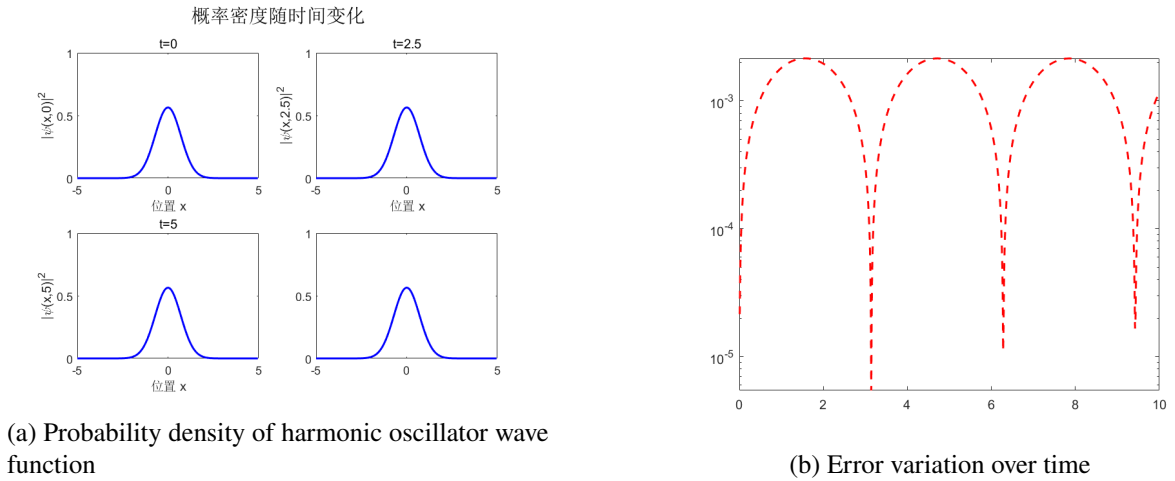 概率密度随时间变化
t=0
1
0.5
0
|ψ(x,0)|²
-5 0 5
位置 x
t=2.5
1
0.5
0
|ψ(x,2.5)|²
-5 0 5
位置 x
t=5
1
0.5
0
|ψ(x,5)|²
-5 0 5
位置 x
1
0.5
0
-5 0 5
10⁻³
10⁻⁴
10⁻⁵
0 2 4 6 8 10
(a) Probability density of harmonic oscillator wave
function
(b) Error variation over time